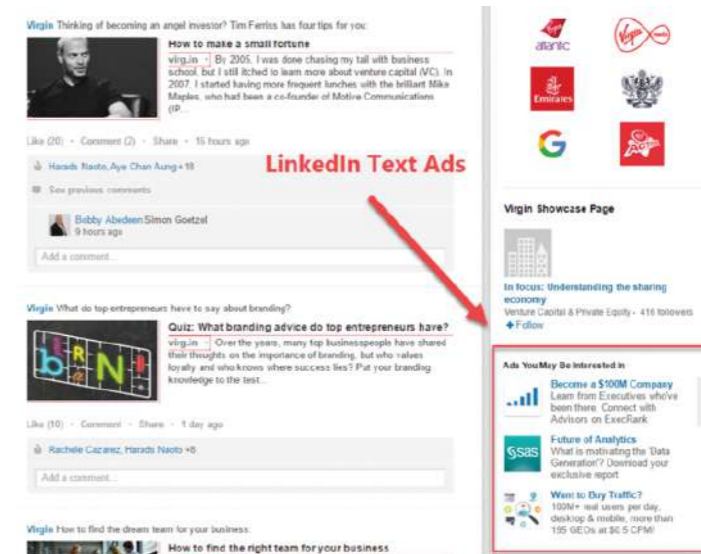 Virgin Thinking of becoming an angel investor? Tim Ferriss has four tips for you:
How to make a small fortune
virg.in · By 2005, I was done chasing my tail with business
school, but I still itched to learn more about venture capital (VC). In
2007, I started having more frequent lunches with the brilliant Mike
Maples, who had been a co-founder of Motive Communications
(IP...
Like (20) · Comment (2) · Share · 15 hours ago
Harads Naoto, Aye Chan Aung +18
See previous comments
Bobby Abedeen Simon Goetzel
9 hours ago
Add a comment...
LinkedIn Text Ads
Virgin What do top entrepreneurs have to say about branding?
Quiz: What branding advice do top entrepreneurs have?
virg.in · Over the years, many top businesspeople have shared
their thoughts on the importance of branding, but who values
loyalty and who knows where success lies? Put your branding
knowledge to the test...
Like (10) · Comment · Share · 1 day ago
Rachele Cazarez, Harads Naoto +8
Add a comment...
Virgin How to find the dream team for your business:
How to find the right team for your business
atlantic
Virgin media
Emirates
G
Virgin Showcase Page
In focus: Understanding the sharing
economy
Venture Capital & Private Equity · 416 followers
+Follow
Ads You May Be Interested in
Become a $100M Company
Learn from Executives who've
been there. Connect with
Advisors on ExecRank
sas
Future of Analytics
What is motivating the 'Data
Generation'? Download your
exclusive report
Want to Buy Traffic?
100M+ real users per day,
desktop & mobile, more than
195 GEOs at $0.5 CPM!